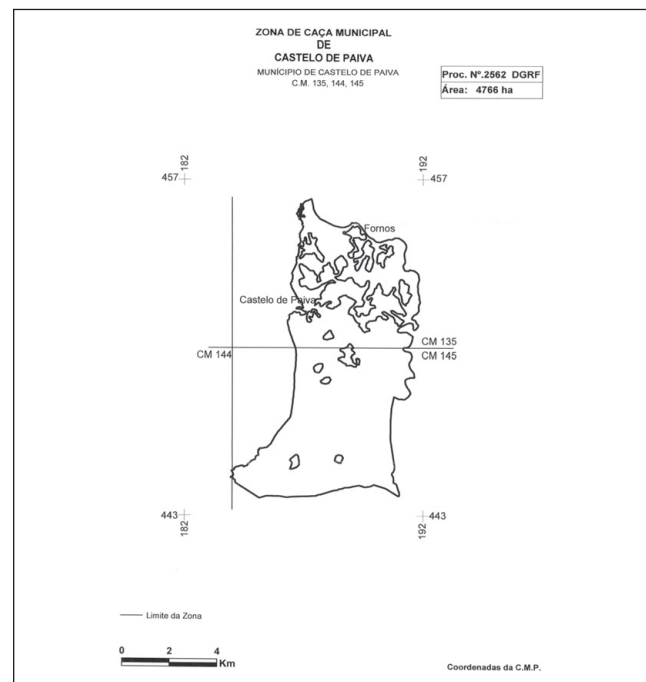 ZONA DE CAÇA MUNICIPAL
DE
CASTELO DE PAIVA
MUNÍCIPIO DE CASTELO DE PAIVA
C.M. 135, 144, 145
Proc. Nº.2562 DGRF
Área: 4766 ha
182
192
457
457
Fornos
Castelo de Paiva
CM 135
CM 144
CM 145
443
443
182
192
Limite da Zona
0 2 4
Km
Coordenadas da C.M.P.